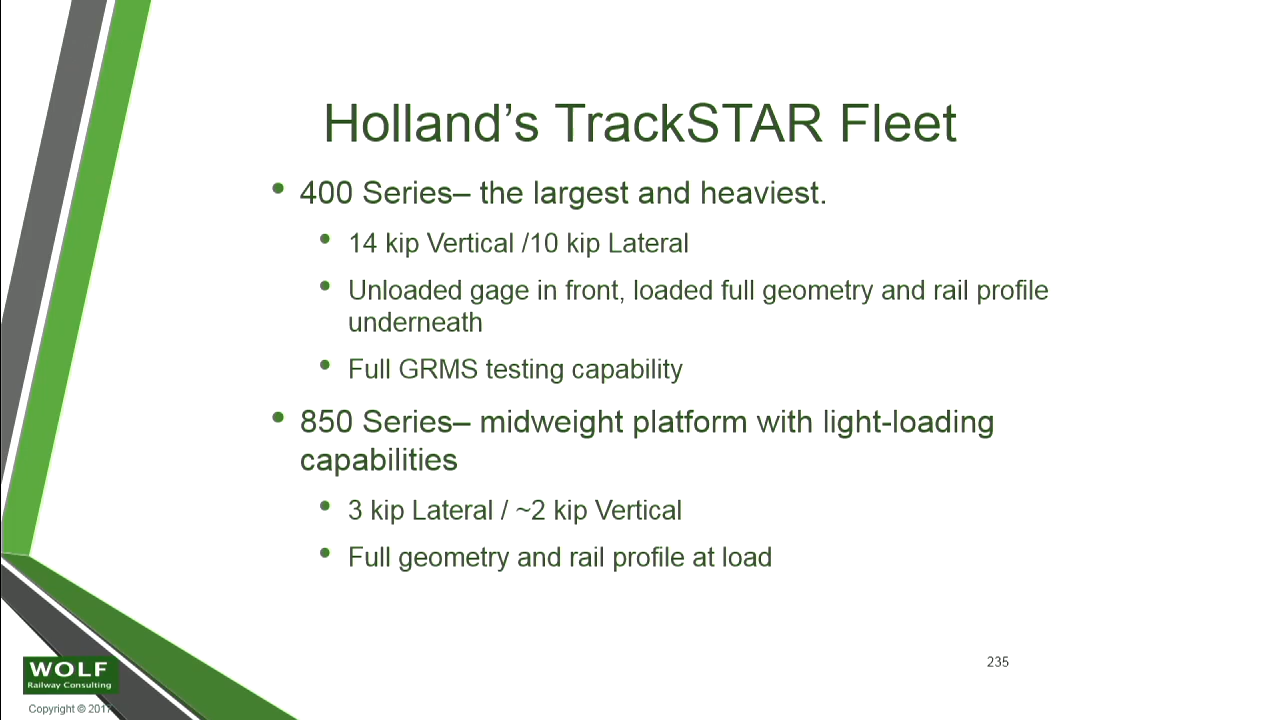 Holland’s TrackSTAR Fleet
• 400 Series– the largest and heaviest.
• 14 kip Vertical /10 kip Lateral
• Unloaded gage in front, loaded full geometry and rail profile
underneath
• Full GRMS testing capability
• 850 Series– midweight platform with light-loading
capabilities
• 3 kip Lateral / ~2 kip Vertical
• Full geometry and rail profile at load
235
WOLF
Railway Consulting
Copyright © 2017